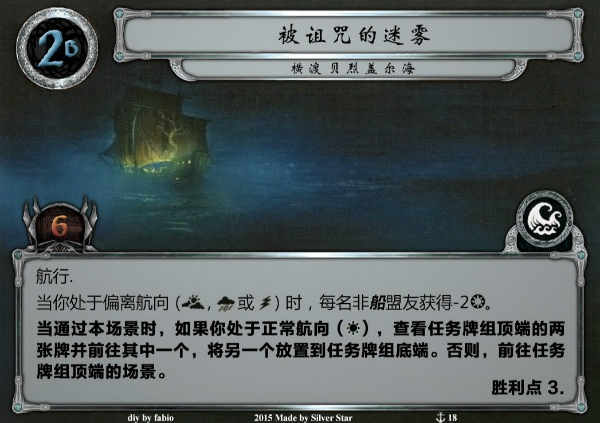 2B
被诅咒的迷雾
横渡贝烈盖尔海
6
航行.
当你处于偏离航向（，或）时，每名非船盟友获得-2。
当通过本场景时，如果你处于正常航向（），查看任务牌组顶端的两
张牌并前往其中一个，将另一个放置到任务牌组底端。否则，前往任务
牌组顶端的场景。
胜利点 3.
diy by fabio 2015 Made by Silver Star 18